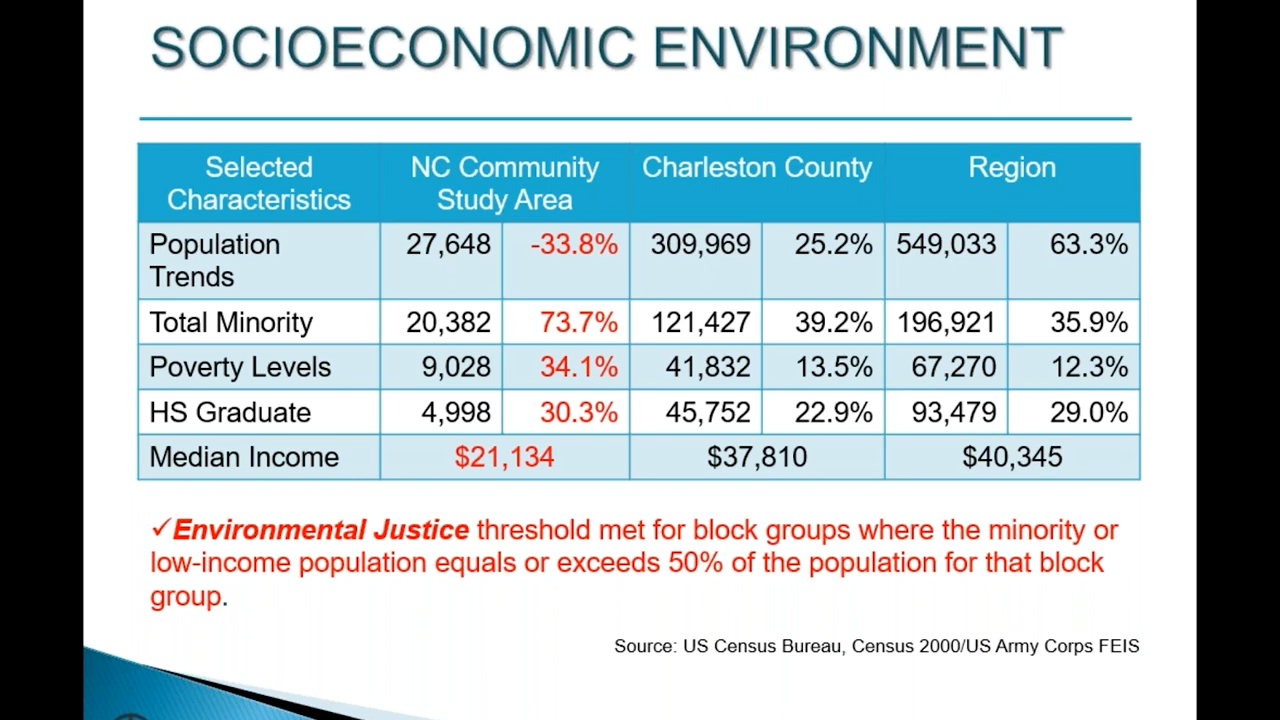 SOCIOECONOMIC ENVIRONMENT
Selected Characteristics NC Community Study Area Charleston County Region
Population Trends 27,648 -33.8% 309,969 25.2% 549,033 63.3%
Total Minority 20,382 73.7% 121,427 39.2% 196,921 35.9%
Poverty Levels 9,028 34.1% 41,832 13.5% 67,270 12.3%
HS Graduate 4,998 30.3% 45,752 22.9% 93,479 29.0%
Median Income $21,134 $37,810 $40,345
✓Environmental Justice threshold met for block groups where the minority or
low-income population equals or exceeds 50% of the population for that block
group.
Source: US Census Bureau, Census 2000/US Army Corps FEIS